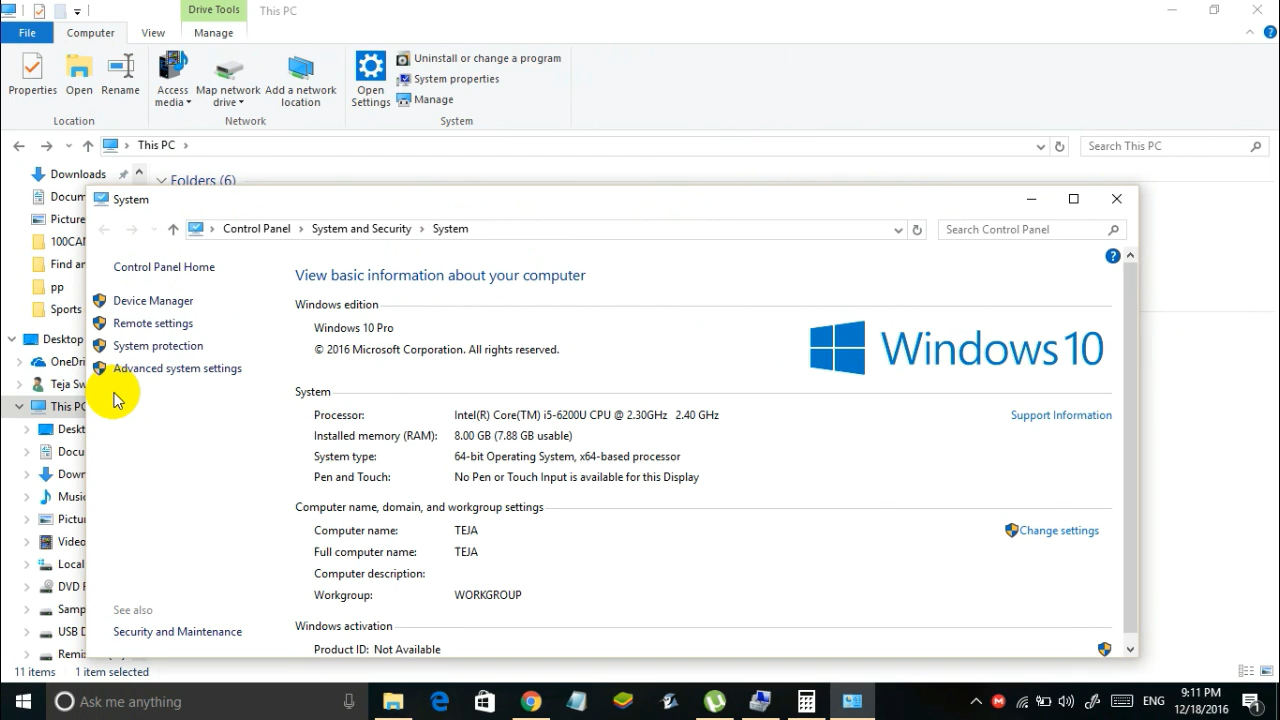 Drive Tools
This PC
File
Computer
View
Manage
Properties
Open
Rename
Access media
Map network drive
Add a network location
Open Settings
Uninstall or change a program
System properties
Manage
Location
Network
System
This PC
Search This PC
Downloads
Docum
Picture
100CAN
Find an
pp
Sports
Desktop
OneDri
Teja Sw
This PC
Deskt
Docu
Down
Music
Pictur
Video
Local
DVD R
Samp
USB D
Remi
Folders (6)
System
Control Panel
System and Security
System
Search Control Panel
Control Panel Home
Device Manager
Remote settings
System protection
Advanced system settings
See also
Security and Maintenance
View basic information about your computer
Windows edition
Windows 10 Pro
© 2016 Microsoft Corporation. All rights reserved.
Windows 10
System
Processor: Intel(R) Core(TM) i5-6200U CPU @ 2.30GHz 2.40 GHz
Support Information
Installed memory (RAM): 8.00 GB (7.88 GB usable)
System type: 64-bit Operating System, x64-based processor
Pen and Touch: No Pen or Touch Input is available for this Display
Computer name, domain, and workgroup settings
Computer name: TEJA
Change settings
Full computer name: TEJA
Computer description:
Workgroup: WORKGROUP
Windows activation
Product ID: Not Available
11 items
1 item selected
Ask me anything
ENG
9:11 PM
12/18/2016